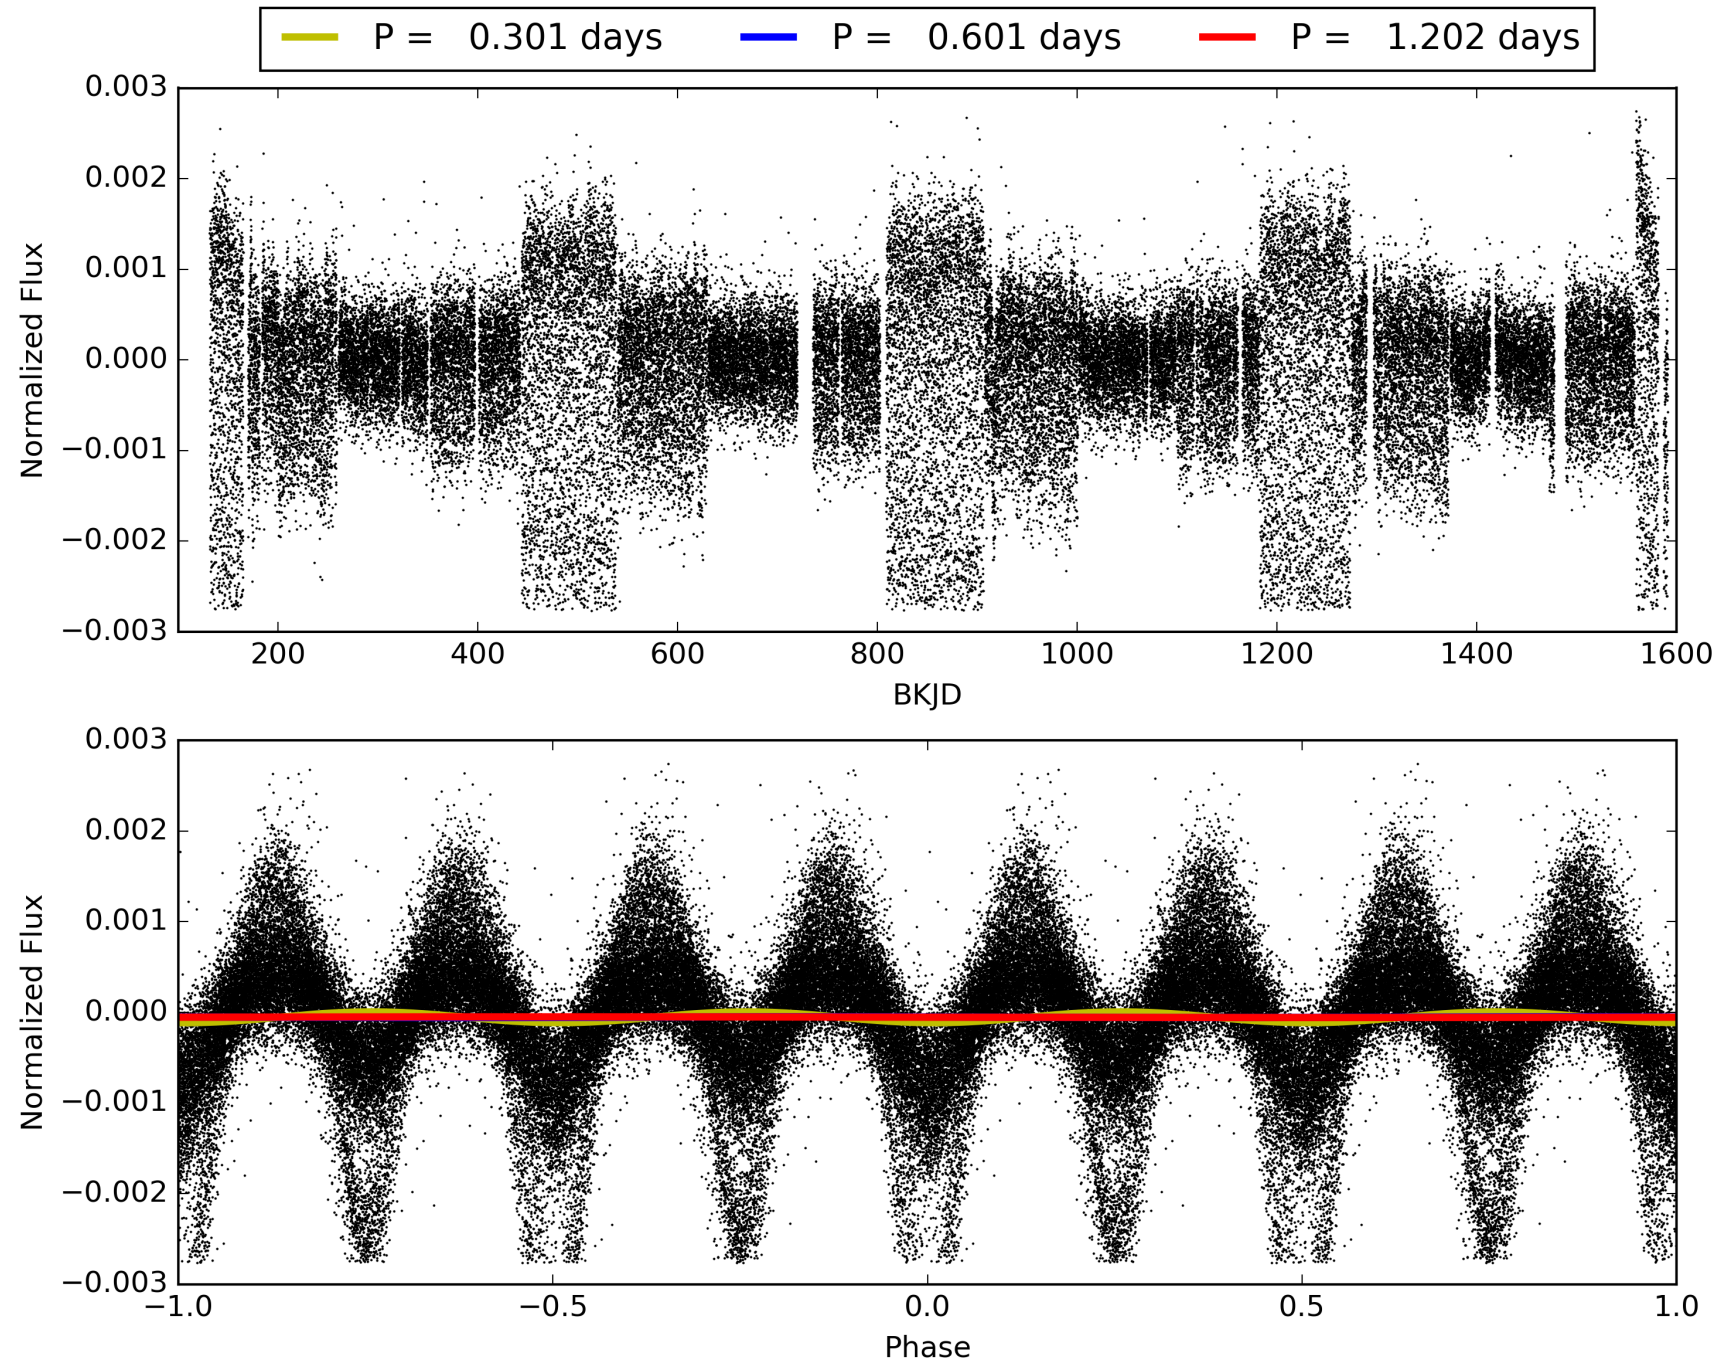 P = 0.301 days P = 0.601 days P = 1.202 days
0.003
0.002
0.001
0.000
−0.001
−0.002
−0.003
Normalized Flux
200 400 600 800 1000 1200 1400 1600
BKJD
0.003
0.002
0.001
0.000
−0.001
−0.002
−0.003
Normalized Flux
−1.0 −0.5 0.0 0.5 1.0
Phase